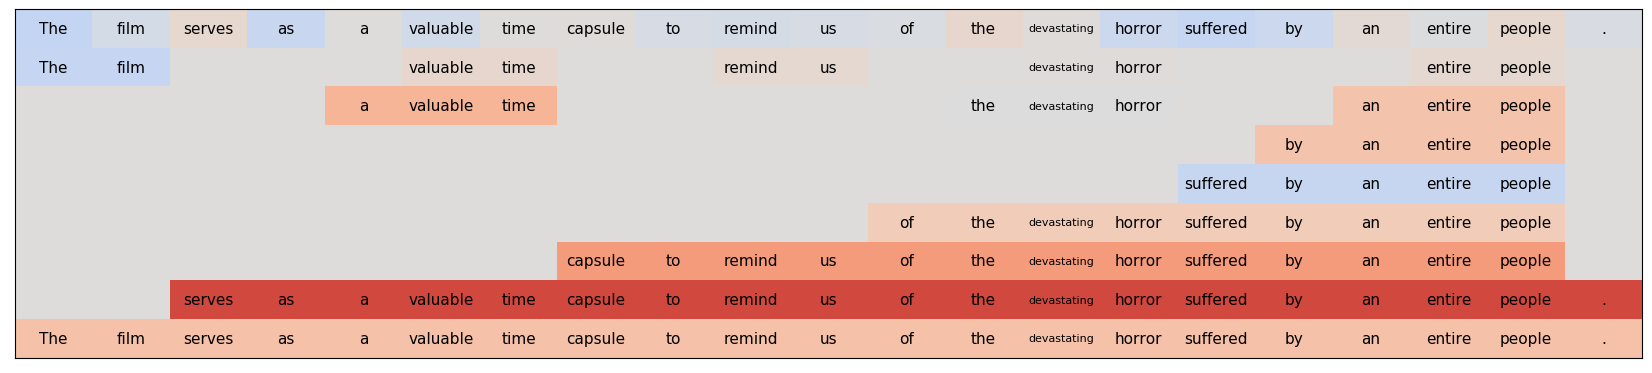 The film serves as a valuable time capsule to remind us of the devastating horror suffered by an entire people .
The film valuable time remind us devastating horror entire people
a valuable time the devastating horror an entire people
by an entire people
suffered by an entire people
of the devastating horror suffered by an entire people
capsule to remind us of the devastating horror suffered by an entire people
serves as a valuable time capsule to remind us of the devastating horror suffered by an entire people .
The film serves as a valuable time capsule to remind us of the devastating horror suffered by an entire people .